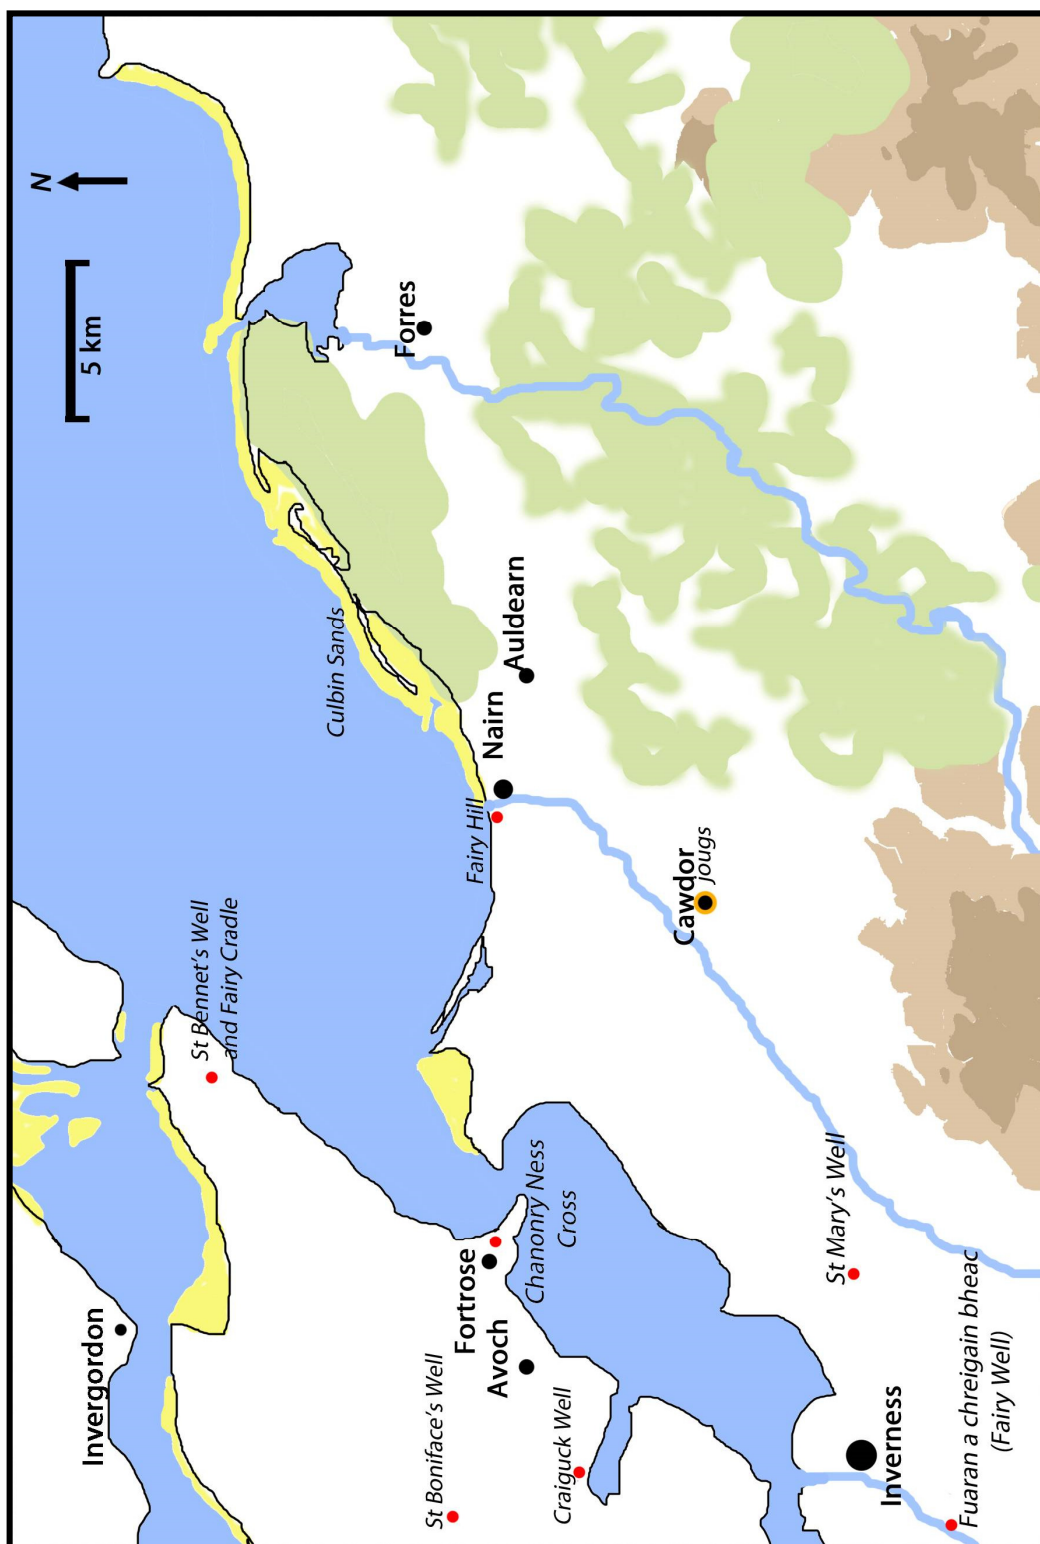 N
5 km
Culbin Sands
Forres
Auldearn
Nairn
Fairy Hill
Cawdor
jougs
St Bennet's Well
and Fairy Cradle
Invergordon
Fortrose
Avoch
Chanonry Ness
Cross
St Boniface's Well
Craiguck Well
St Mary's Well
Inverness
Fuaran a chreigain bheac
(Fairy Well)